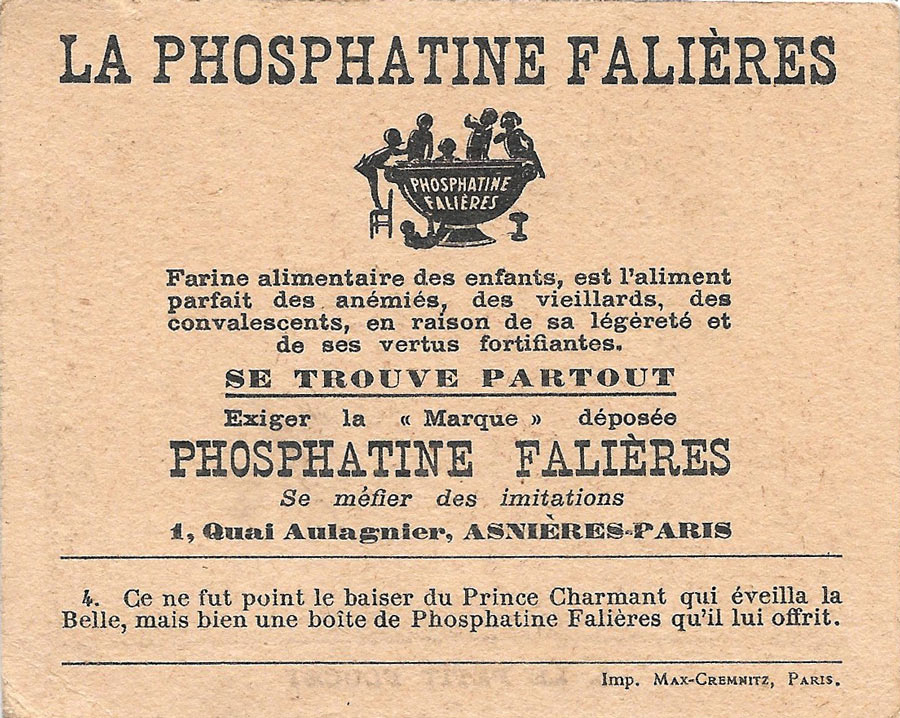 LA PHOSPHATINE FALIÈRES
PHOSPHATINE
FALIÈRES
Farine alimentaire des enfants, est l'aliment
parfait des anémiés, des vieillards, des
convalescents, en raison de sa légèreté et
de ses vertus fortifiantes.
SE TROUVE PARTOUT
Exiger la « Marque » déposée
PHOSPHATINE FALIÈRES
Se méfier des imitations
1, Quai Aulagnier, ASNIÈRES-PARIS
4. Ce ne fut point le baiser du Prince Charmant qui éveilla la
Belle, mais bien une boîte de Phosphatine Falières qu'il lui offrit.
Imp. MAX-CREMNITZ, PARIS.